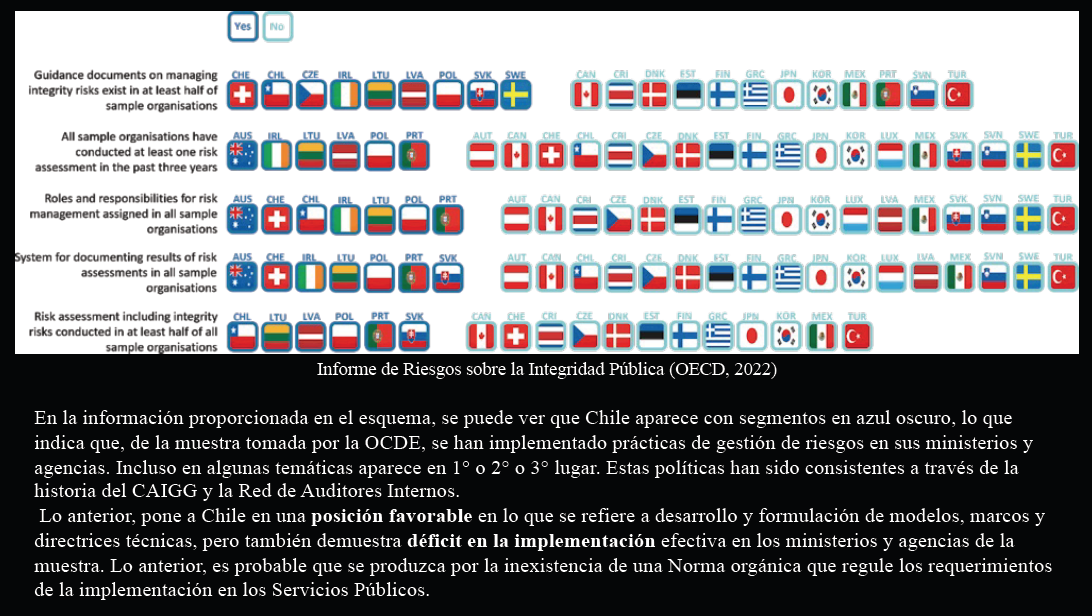 Yes No
CHE CHL CZE IRL LTU LVA POL SVK SWE CAN CRI DNK EST FIN GRC JPN KOR MEX PRT SVN TUR
Guidance documents on managing
integrity risks exist in at least half of
sample organisations
AUS IRL LTU LVA POL PRT AUT CAN CHE CHL CRI CZE DNK EST FIN GRC JPN KOR LUX MEX SVK SVN SWE TUR
All sample organisations have
conducted at least one risk
assessment in the past three years
AUS CHE CHL IRL LTU POL PRT AUT CAN CRI CZE DNK EST FIN GRC JPN KOR LUX LVA MEX SVK SVN SWE TUR
Roles and responsibilities for risk
management assigned in all sample
organisations
AUS CHE IRL LTU POL PRT SVK AUT CAN CHL CRI CZE DNK EST FIN GRC JPN KOR LUX LVA MEX SVN SWE TUR
System for documenting results of risk
assessments in all sample
organisations
CHL LTU LVA POL PRT SVK CAN CHE CRI CZE DNK EST FIN GRC JPN KOR MEX TUR
Risk assessment including integrity
risks conducted in at least half of all
sample organisations
Informe de Riesgos sobre la Integridad Pública (OECD, 2022)
En la información proporcionada en el esquema, se puede ver que Chile aparece con segmentos en azul oscuro, lo que
indica que, de la muestra tomada por la OCDE, se han implementado prácticas de gestión de riesgos en sus ministerios y
agencias. Incluso en algunas temáticas aparece en 1° o 2° o 3° lugar. Estas políticas han sido consistentes a través de la
historia del CAIGG y la Red de Auditores Internos.
Lo anterior, pone a Chile en una posición favorable en lo que se refiere a desarrollo y formulación de modelos, marcos y
directrices técnicas, pero también demuestra déficit en la implementación efectiva en los ministerios y agencias de la
muestra. Lo anterior, es probable que se produzca por la inexistencia de una Norma orgánica que regule los requerimientos
de la implementación en los Servicios Públicos.